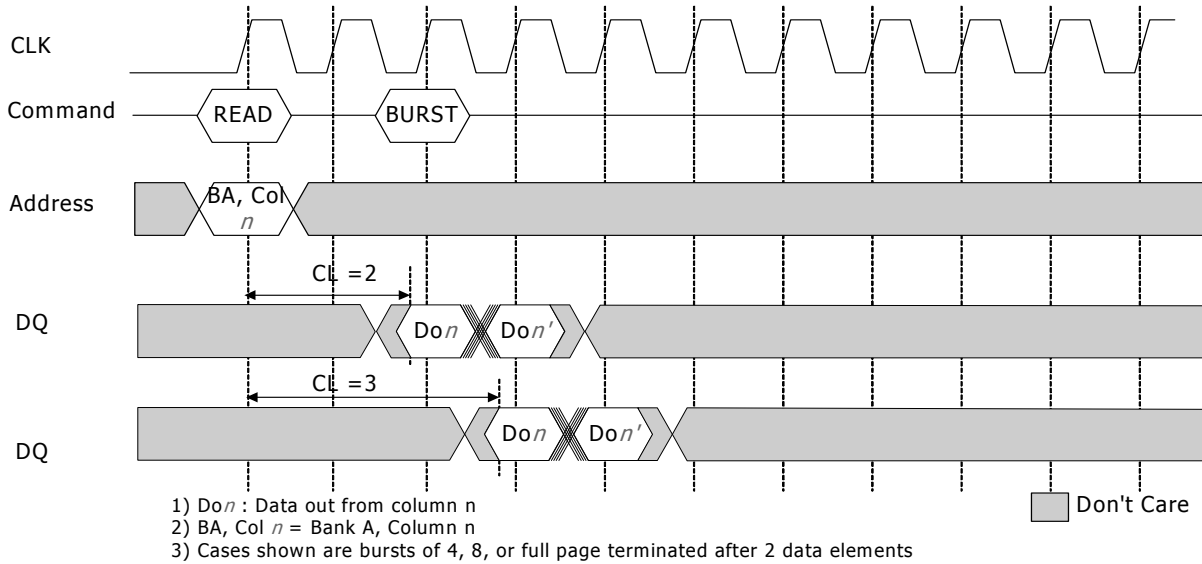 CLK
Command
READ
BURST
Address
BA, Col
n
CL =2
DQ
Don
Don'
CL =3
DQ
Don
Don'
1) Don : Data out from column n
2) BA, Col n = Bank A, Column n
3) Cases shown are bursts of 4, 8, or full page terminated after 2 data elements
Don't Care